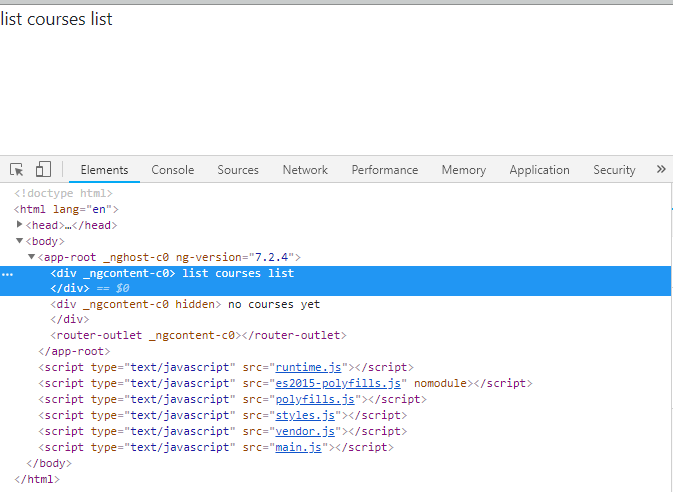 list courses list
Elements Console Sources Network Performance Memory Application Security »
<!doctype html>
<html lang="en">
▶<head>…</head>
▼<body>
▼<app-root _nghost-c0 ng-version="7.2.4">
… <div _ngcontent-c0> list courses list
</div> == $0
<div _ngcontent-c0 hidden> no courses yet
</div>
<router-outlet _ngcontent-c0></router-outlet>
</app-root>
<script type="text/javascript" src="runtime.js"></script>
<script type="text/javascript" src="es2015-polyfills.js" nomodule></script>
<script type="text/javascript" src="polyfills.js"></script>
<script type="text/javascript" src="styles.js"></script>
<script type="text/javascript" src="vendor.js"></script>
<script type="text/javascript" src="main.js"></script>
</body>
</html>